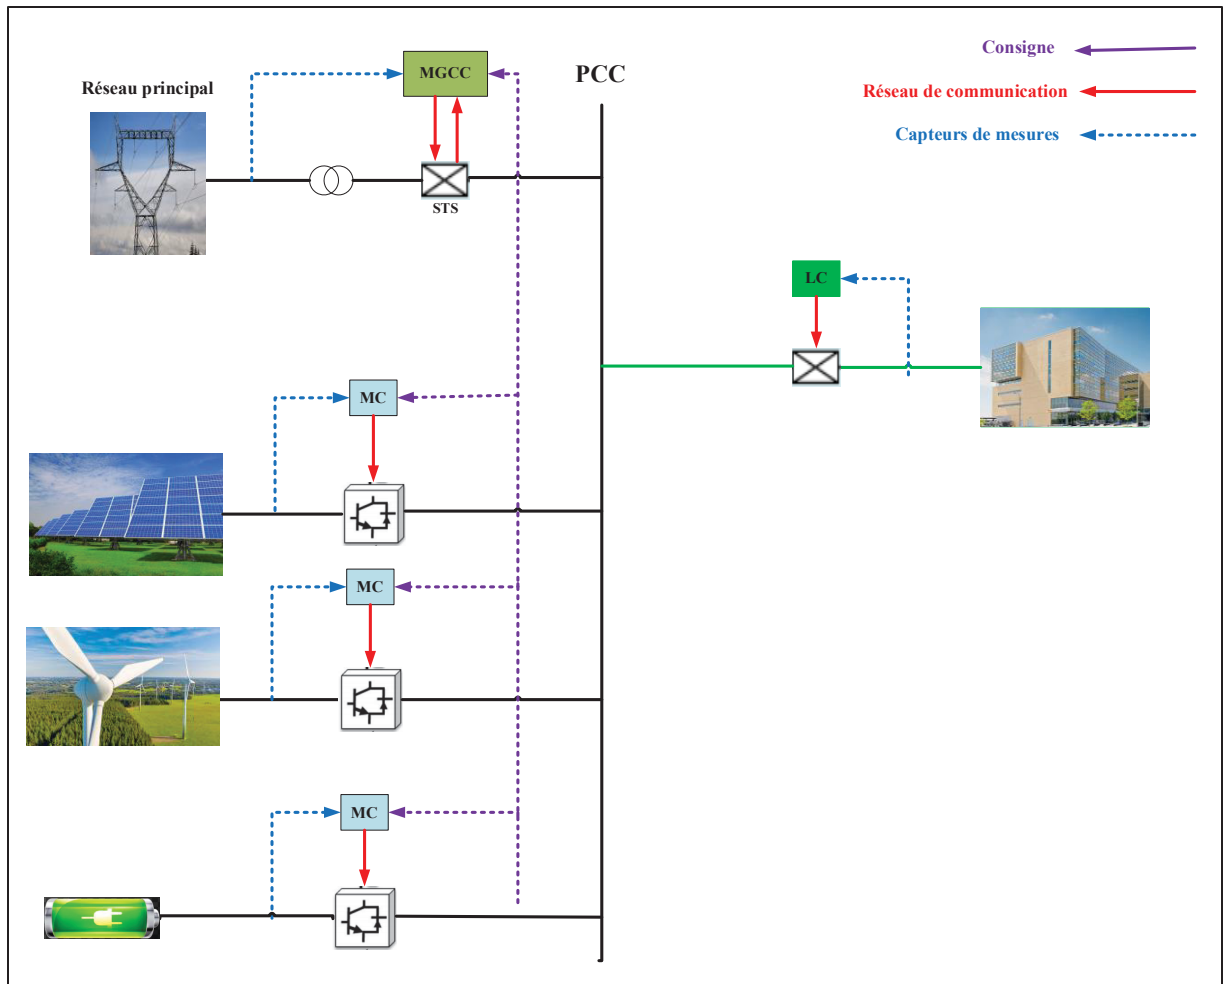 Consigne
MGCC
PCC
Réseau principal
Réseau de communication
Capteurs de mesures
STS
LC
MC
MC
MC